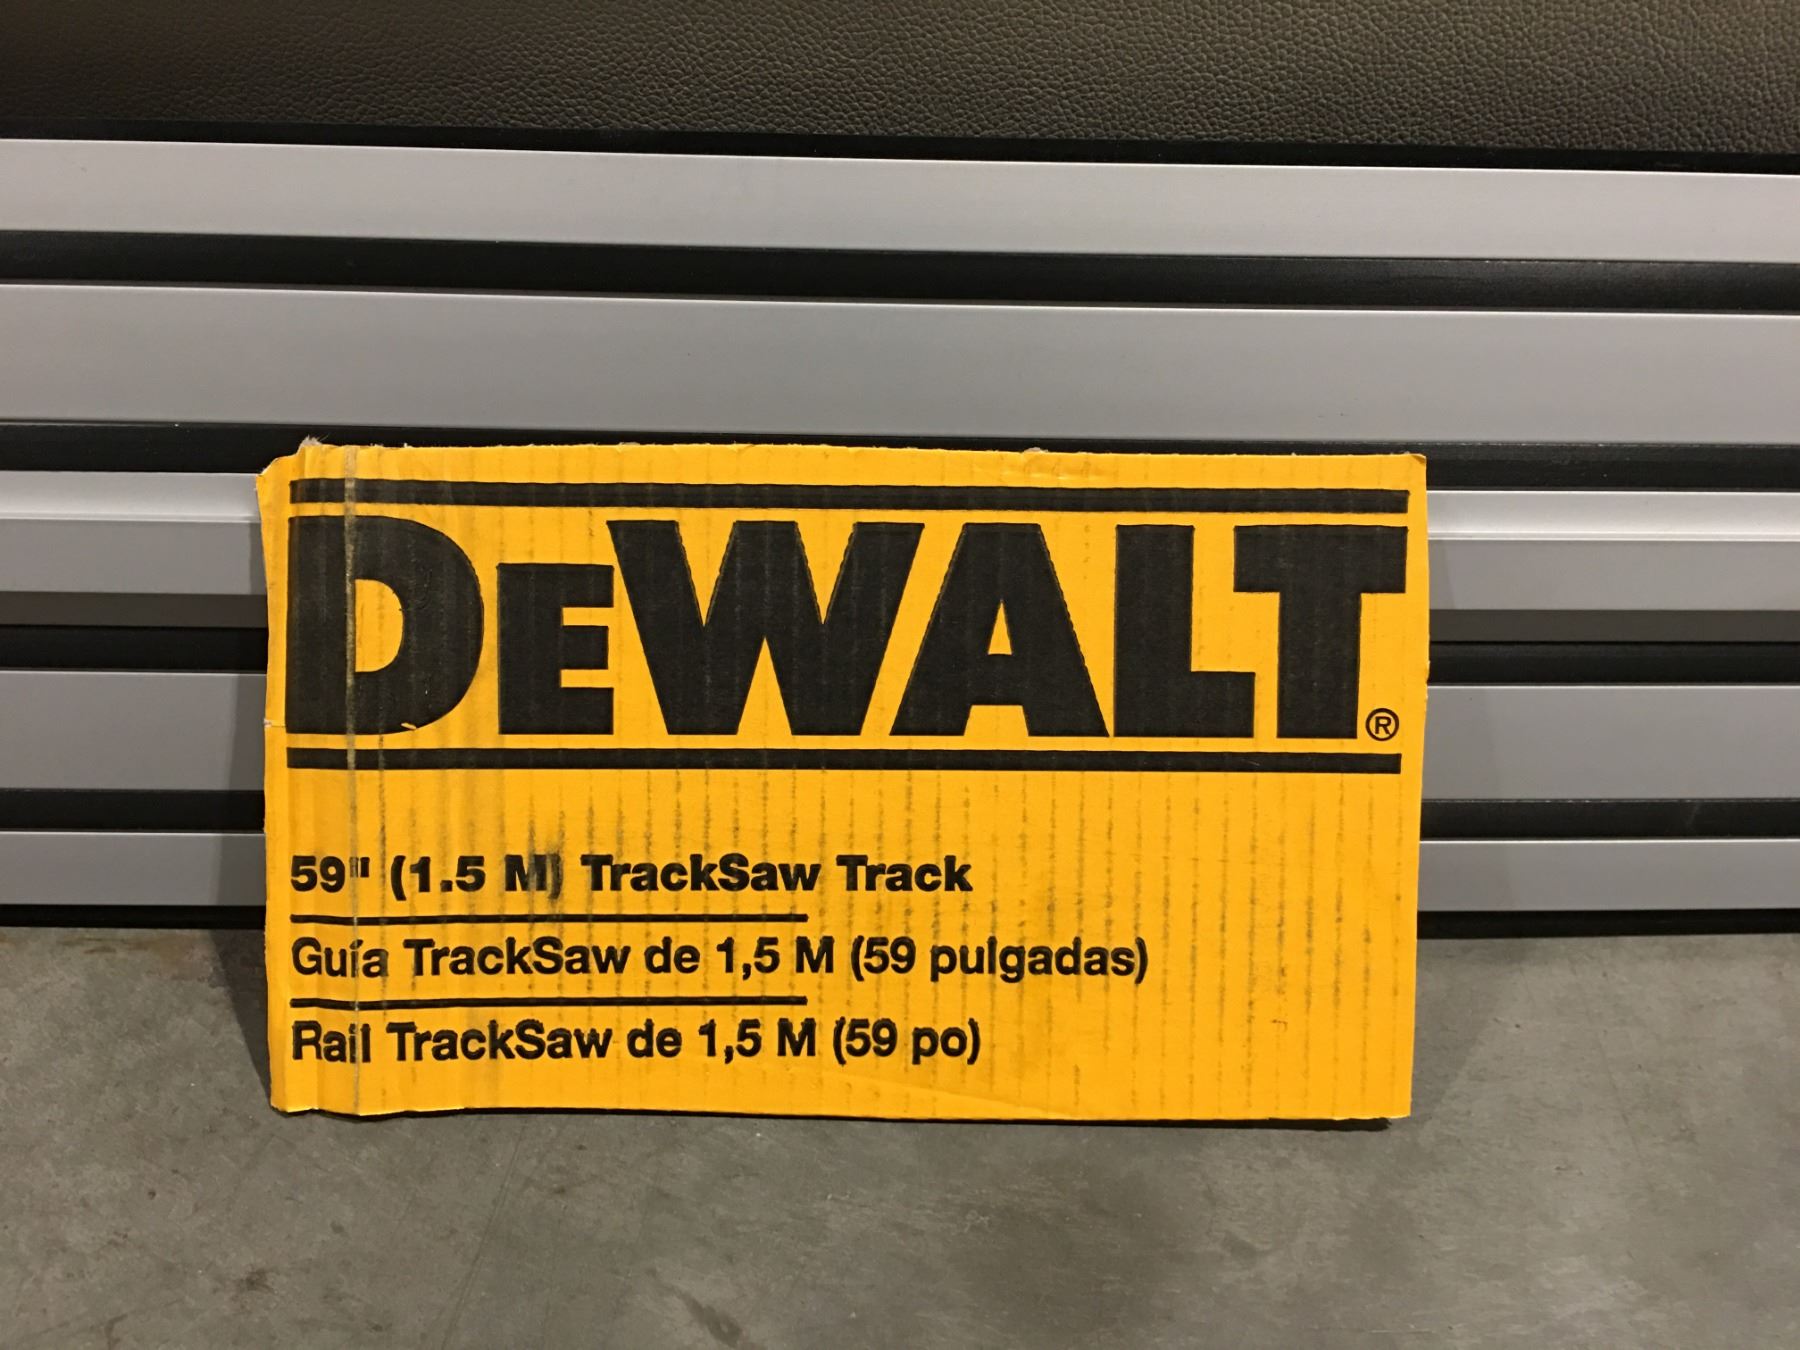 DEWALT®
59" (1.5 M) TrackSaw Track
Guía TrackSaw de 1,5 M (59 pulgadas)
Rail TrackSaw de 1,5 M (59 po)